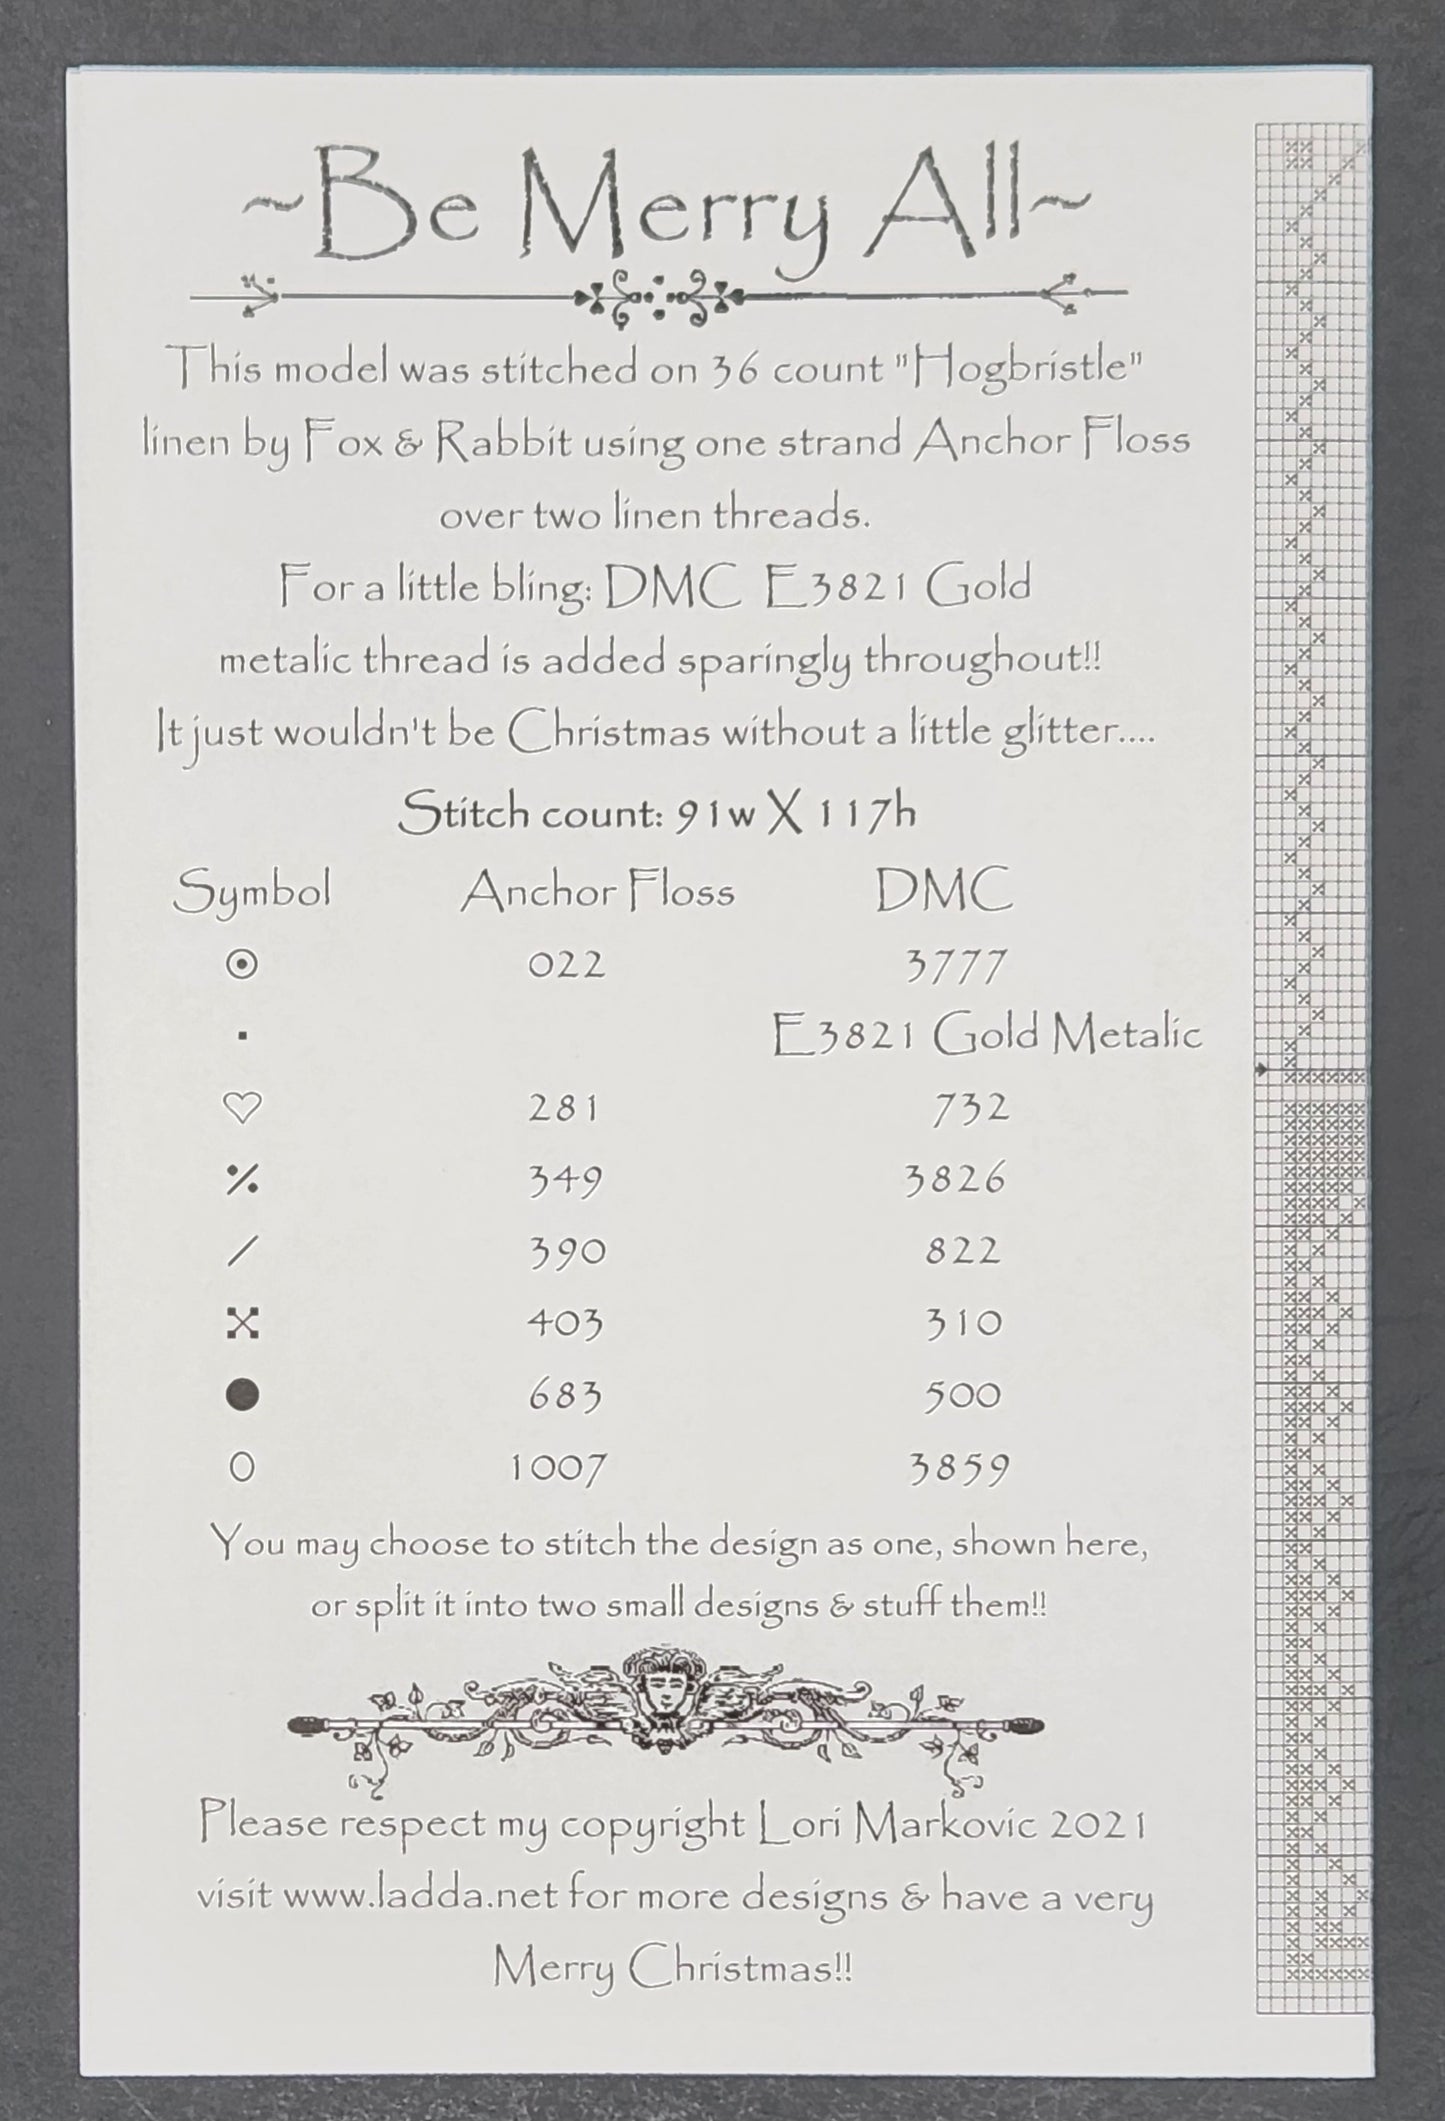 ~Be Merry All~
This model was stitched on 36 count "Hogbristle"
linen by Fox & Rabbit using one strand Anchor Floss
over two linen threads.
For a little bling: DMC E3821 Gold
metalic thread is added sparingly throughout!!
It just wouldn't be Christmas without a little glitter....
Stitch count: 91w X 117h
Symbol Anchor Floss DMC
022 3777
E3821 Gold Metalic
281 732
349 3826
390 822
403 310
683 500
1007 3859
You may choose to stitch the design as one, shown here,
or split it into two small designs & stuff them!!
Please respect my copyright Lori Markovic 2021
visit www.ladda.net for more designs & have a very
Merry Christmas!!